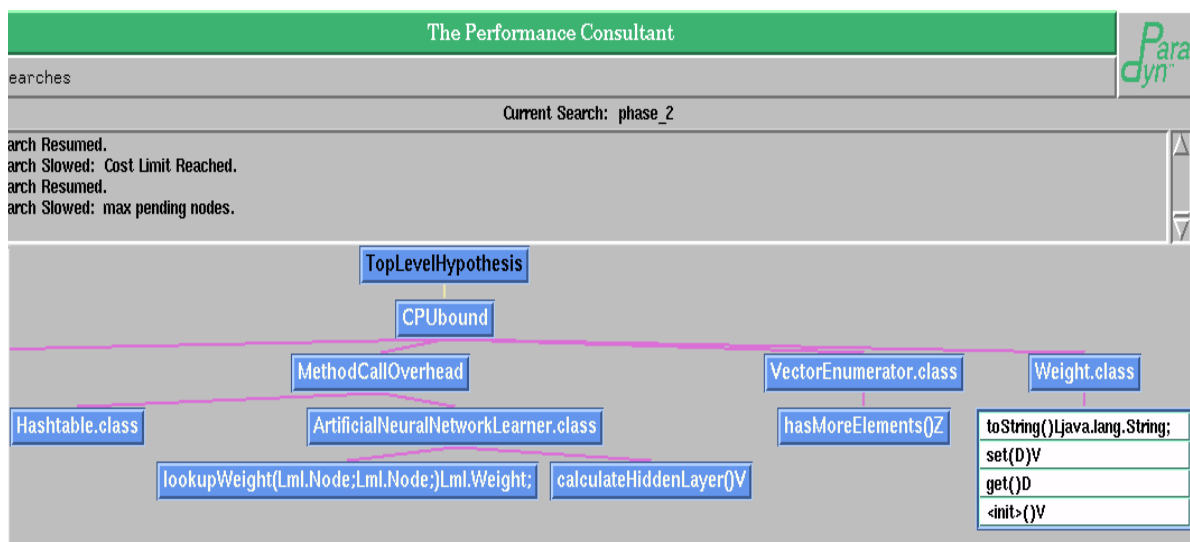 The Performance Consultant
Para
dyn™
earches
Current Search: phase_2
arch Resumed.
arch Slowed: Cost Limit Reached.
arch Resumed.
arch Slowed: max pending nodes.
TopLevelHypothesis
CPUbound
MethodCallOverhead
VectorEnumerator.class
Weight.class
Hashtable.class
ArtificialNeuralNetworkLearner.class
hasMoreElements()Z
toString()Ljava.lang.String;
set(D)V
get()D
<init>()V
lookupWeight(Lml.Node;Lml.Node;)Lml.Weight;
calculateHiddenLayer()V